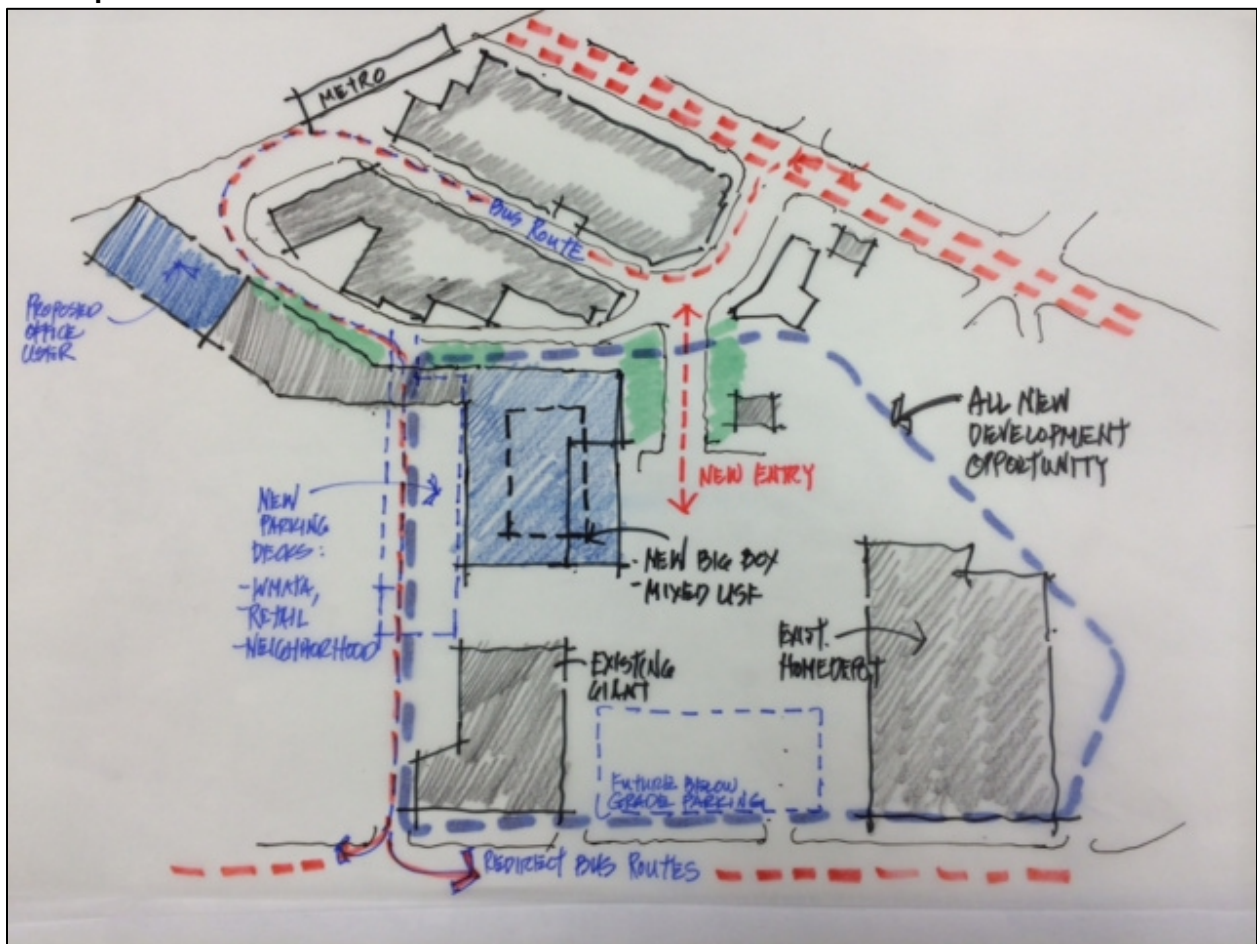 METRO
BUS ROUTE
PROPOSED
OFFICE
USER
ALL NEW
DEVELOPMENT
OPPORTUNITY
NEW ENTRY
NEW
PARKING
DECKS:
-WMATA,
-RETAIL
-NEIGHBORHOOD
-NEW BIG BOX
-MIXED USE
EXIST.
HOMEDEPOT
EXISTING
GIANT
FUTURE BELOW
GRADE PARKING
REDIRECT BUS ROUTES